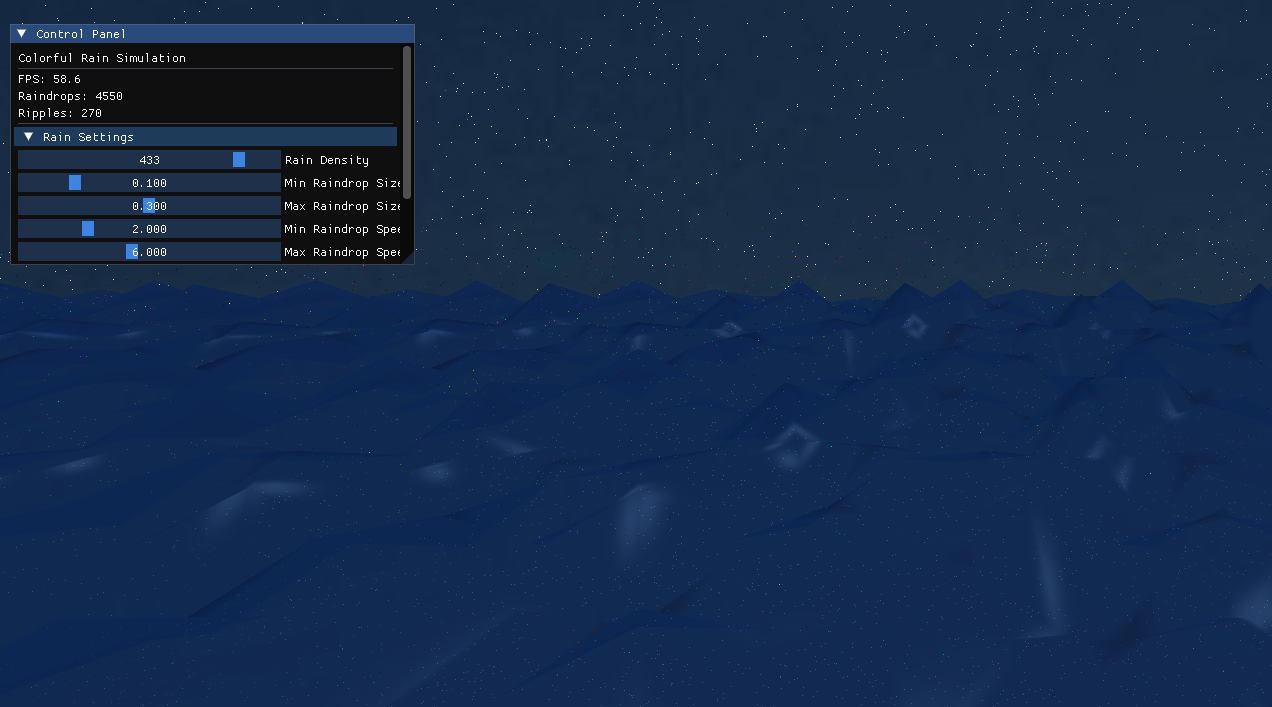 Control Panel
Colorful Rain Simulation
FPS: 58.6
Raindrops: 4550
Ripples: 270
Rain Settings
433 Rain Density
0.100 Min Raindrop Size
0.300 Max Raindrop Size
2.000 Min Raindrop Spee
6.000 Max Raindrop Spee